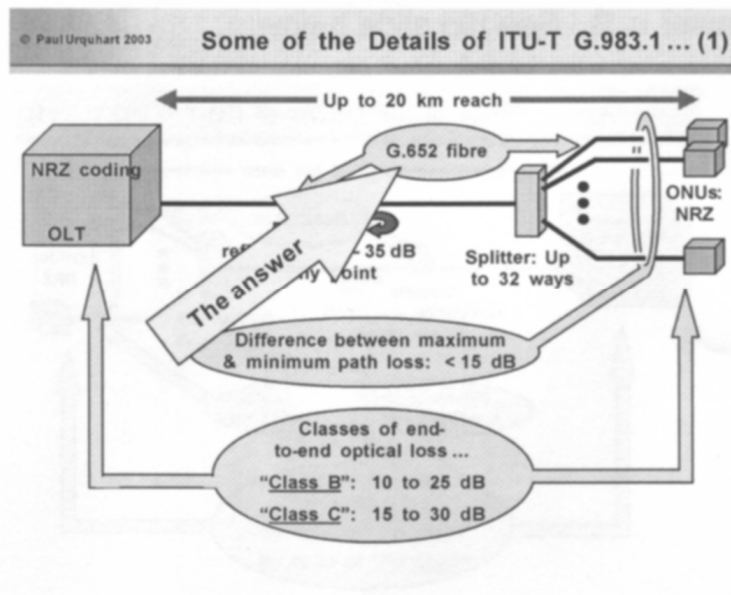 © Paul Urquhart 2003
Some of the Details of ITU-T G.983.1 ... (1)
Up to 20 km reach
G.652 fibre
NRZ coding
OLT
ONUs:
NRZ
35 dB
point
The answer
Splitter: Up
to 32 ways
Difference between maximum
& minimum path loss: < 15 dB
Classes of end-
to-end optical loss ...
"Class B": 10 to 25 dB
"Class C": 15 to 30 dB